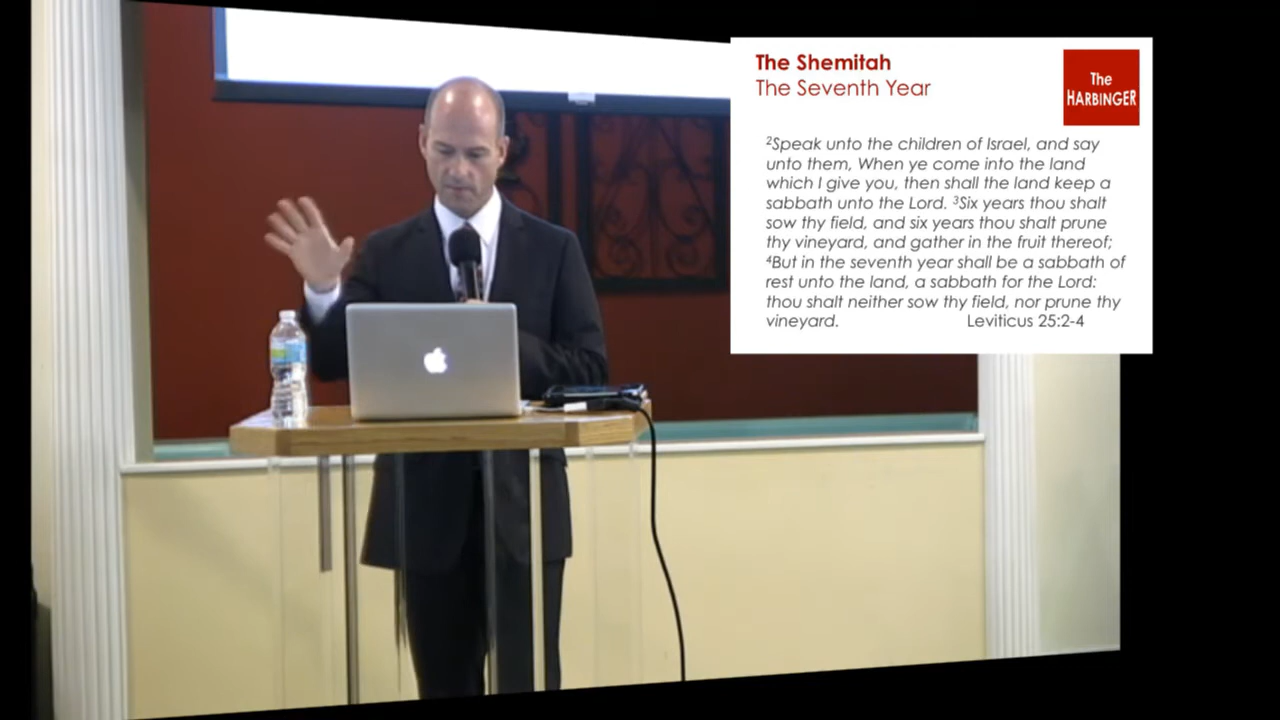 The Shemitah
The Seventh Year
The
HARBINGER
²Speak unto the children of Israel, and say
unto them, When ye come into the land
which I give you, then shall the land keep a
sabbath unto the Lord. ³Six years thou shalt
sow thy field, and six years thou shalt prune
thy vineyard, and gather in the fruit thereof;
⁴But in the seventh year shall be a sabbath of
rest unto the land, a sabbath for the Lord:
thou shalt neither sow thy field, nor prune thy
vineyard. Leviticus 25:2-4